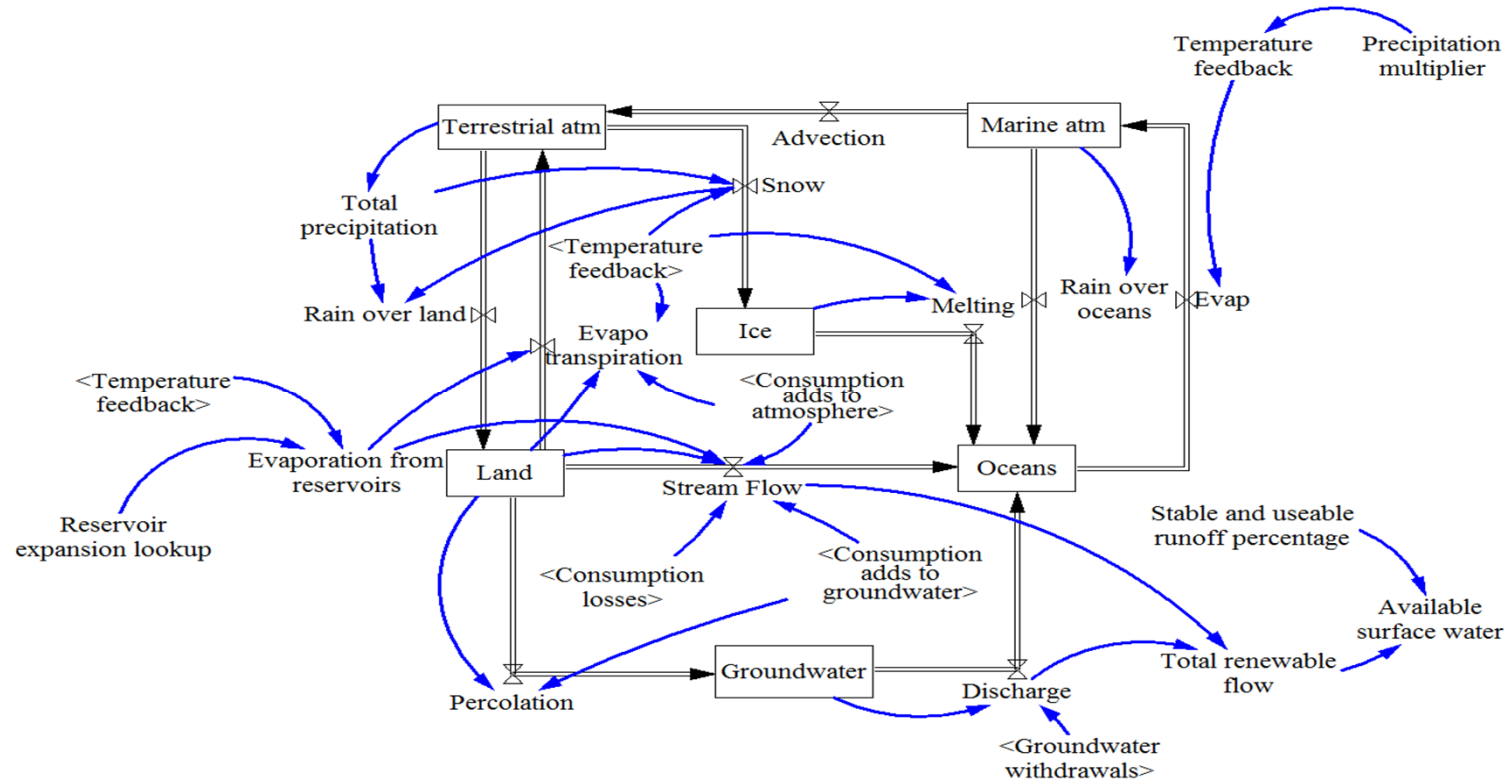 Temperature
feedback
Precipitation
multiplier
Terrestrial atm
Advection
Marine atm
Snow
Total
precipitation
<Temperature
feedback>
Rain over land
Ice
Melting
Rain over
oceans
Evap
Evapo
transpiration
<Temperature
feedback>
<Consumption
adds to
atmosphere>
Evaporation from
reservoirs
Land
Stream Flow
Oceans
Reservoir
expansion lookup
Stable and useable
runoff percentage
<Consumption
losses>
<Consumption
adds to
groundwater>
Available
surface water
Groundwater
Percolation
Discharge
Total renewable
flow
<Groundwater
withdrawals>